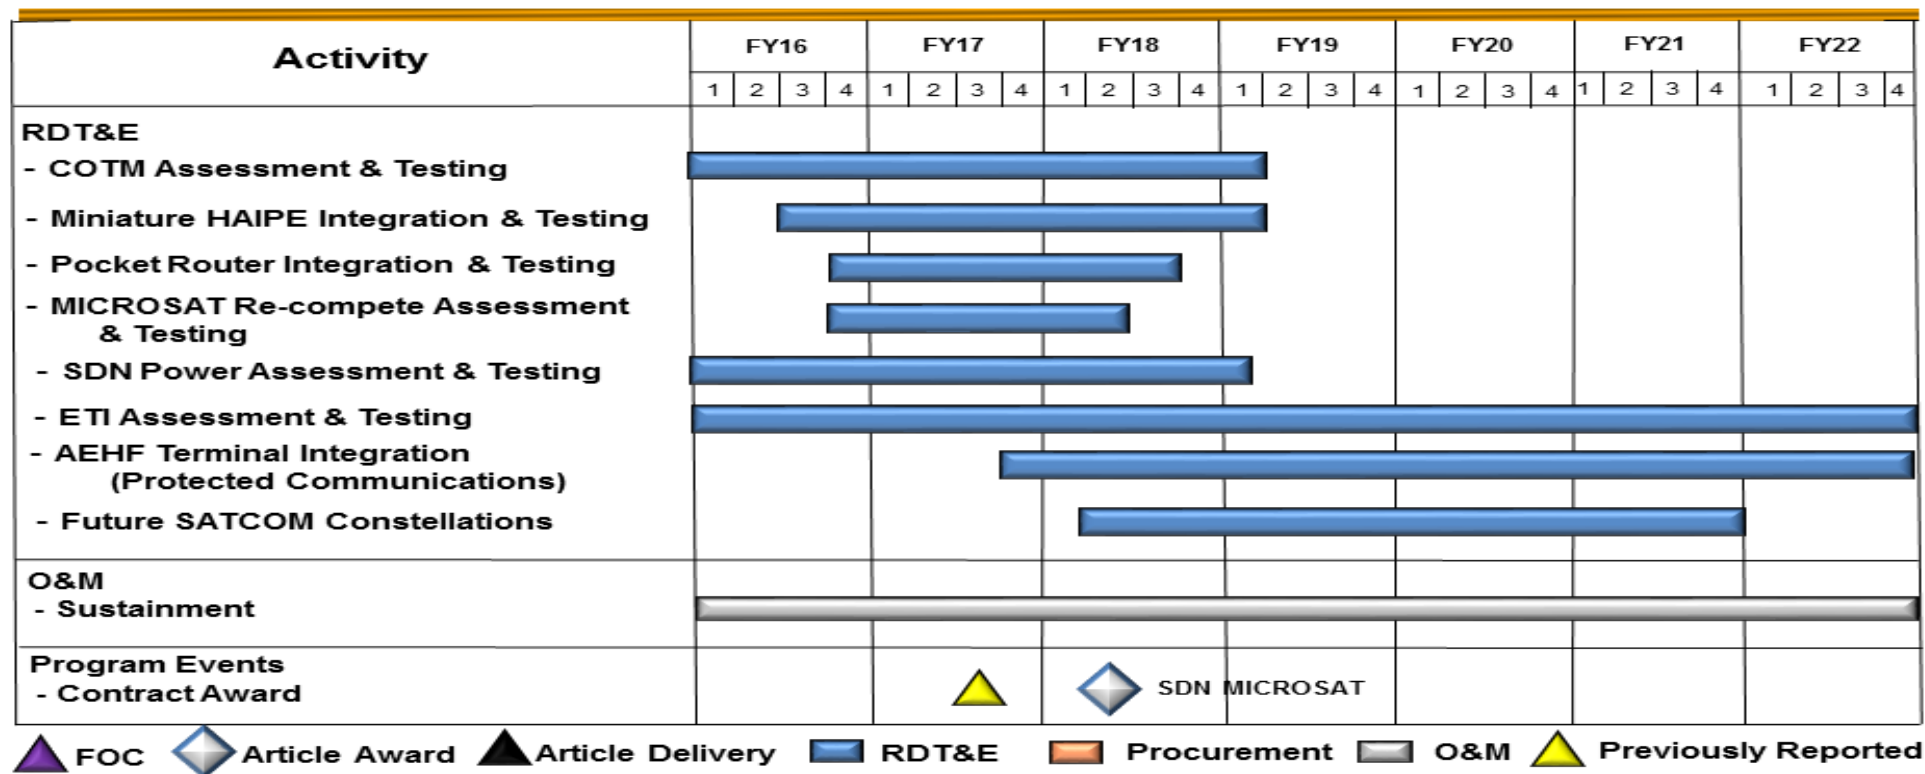 Activity FY16 FY17 FY18 FY19 FY20 FY21 FY22
1 2 3 4 1 2 3 4 1 2 3 4 1 2 3 4 1 2 3 4 1 2 3 4 1 2 3 4
RDT&E
- COTM Assessment & Testing
- Miniature HAIPE Integration & Testing
- Pocket Router Integration & Testing
- MICROSAT Re-compete Assessment
& Testing
- SDN Power Assessment & Testing
- ETI Assessment & Testing
- AEHF Terminal Integration
(Protected Communications)
- Future SATCOM Constellations
O&M
- Sustainment
Program Events
- Contract Award SDN MICROSAT
FOC Article Award Article Delivery RDT&E Procurement O&M Previously Reported